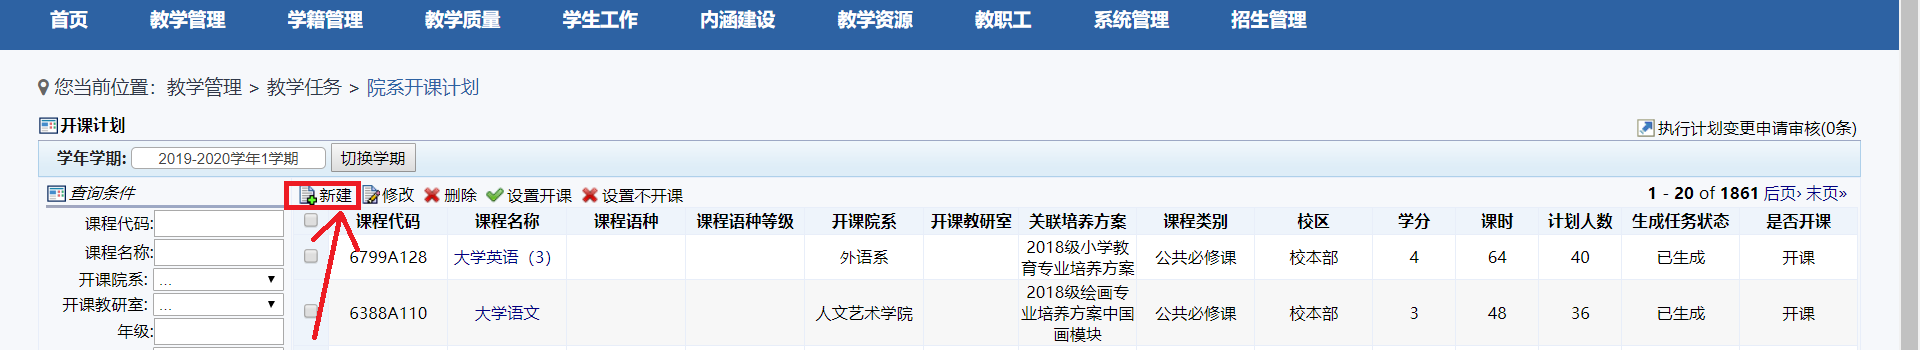 首页 教学管理 学籍管理 教学质量 学生工作 内涵建设 教学资源 教职工 系统管理 招生管理
您当前位置：教学管理 > 教学任务 > 院系开课计划
开课计划
执行计划变更申请审核(0条)
学年学期: 2019-2020学年1学期 切换学期
查询条件
新建 修改 删除 设置开课 设置不开课
1 - 20 of 1861 后页› 末页»
课程代码:
课程名称:
开课院系: ...
开课教研室: ...
年级:
课程代码 课程名称 课程语种 课程语种等级 开课院系 开课教研室 关联培养方案 课程类别 校区 学分 课时 计划人数 生成任务状态 是否开课
6799A128 大学英语（3） 外语系 2018级小学教育专业培养方案 公共必修课 校本部 4 64 40 已生成 开课
6388A110 大学语文 人文艺术学院 2018级绘画专业培养方案中国画模块 公共必修课 校本部 3 48 36 已生成 开课